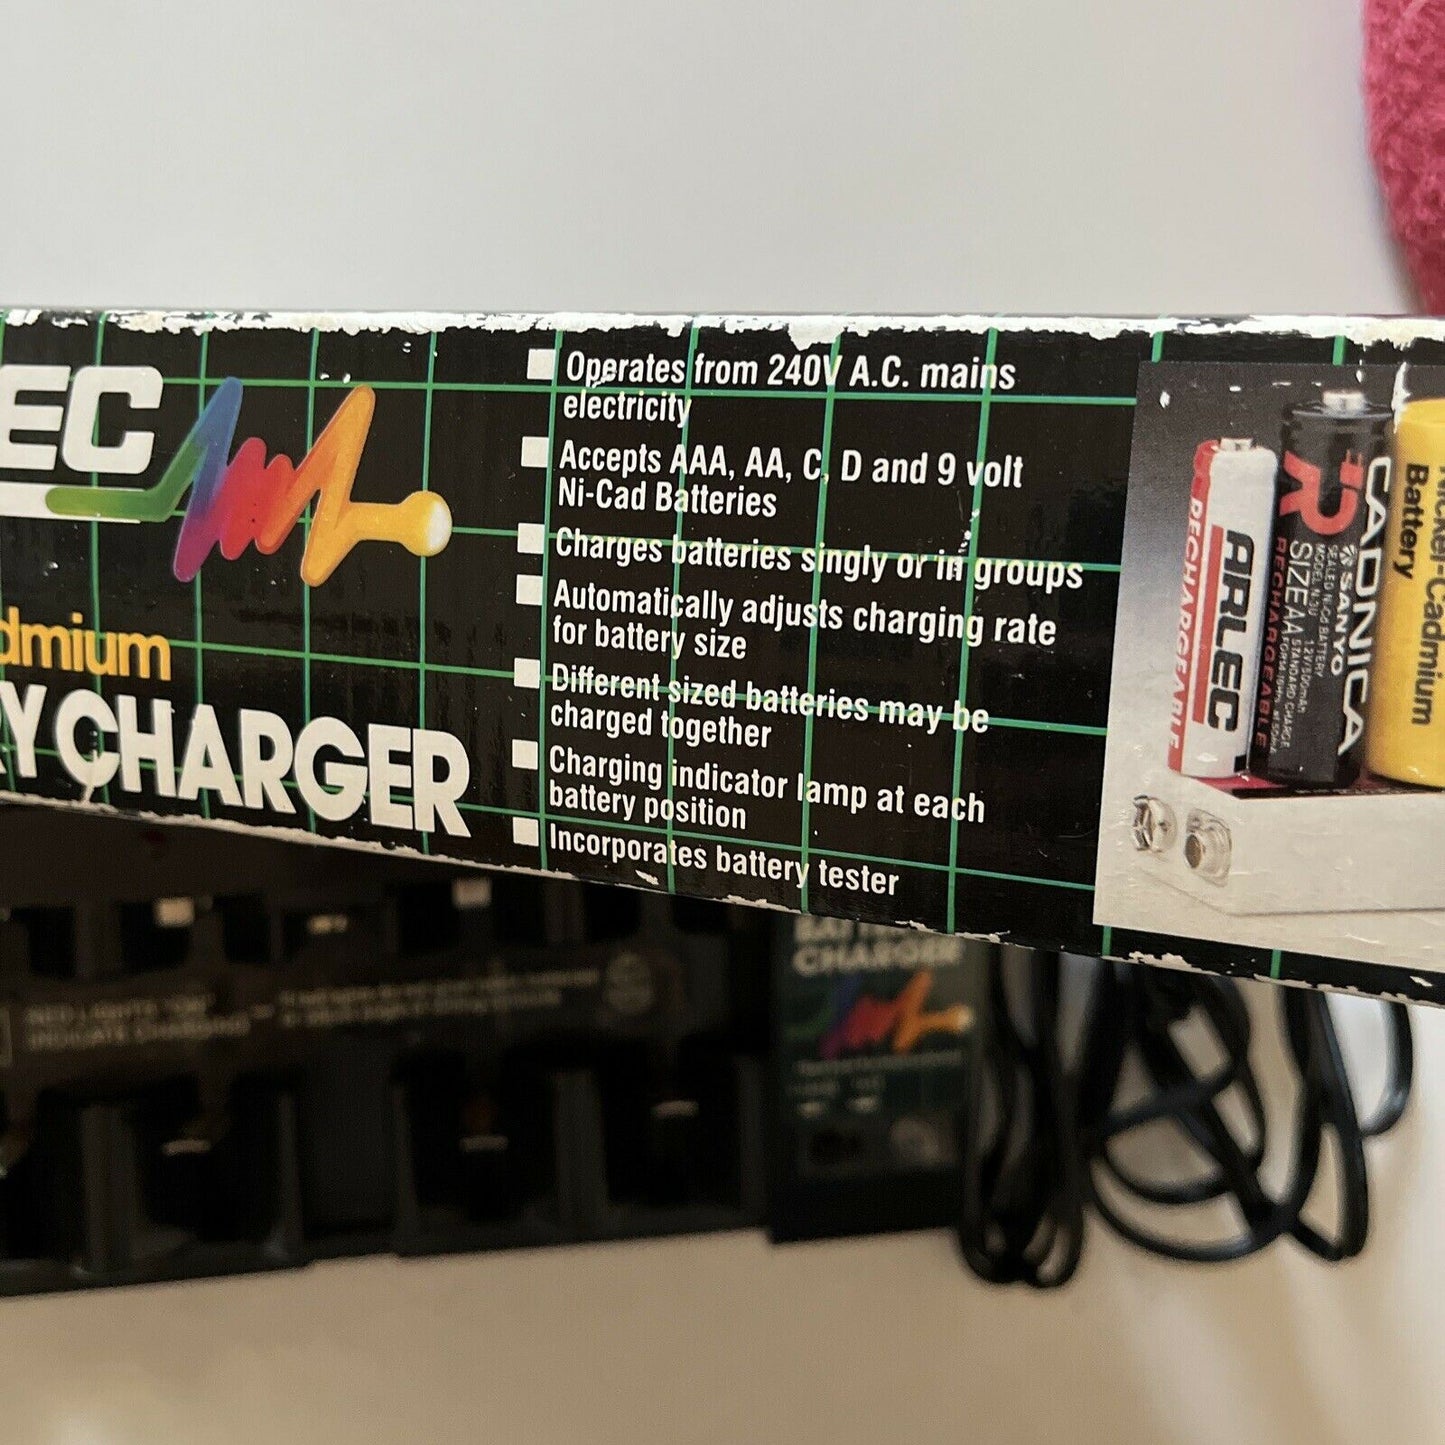 EC
dmium
Y CHARGER
Operates from 240V A.C. mains
electricity
Accepts AAA, AA, C, D and 9 volt
Ni-Cad Batteries
Charges batteries singly or in groups
Automatically adjusts charging rate
for battery size
Different sized batteries may be
charged together
Charging indicator lamp at each
battery position
Incorporates battery tester
RECHARGEABLE
ARLEC
R
RECHARGEABLE
SIZE AA
SANYO
CADNICA
Battery
-Cadmium
CHARGER